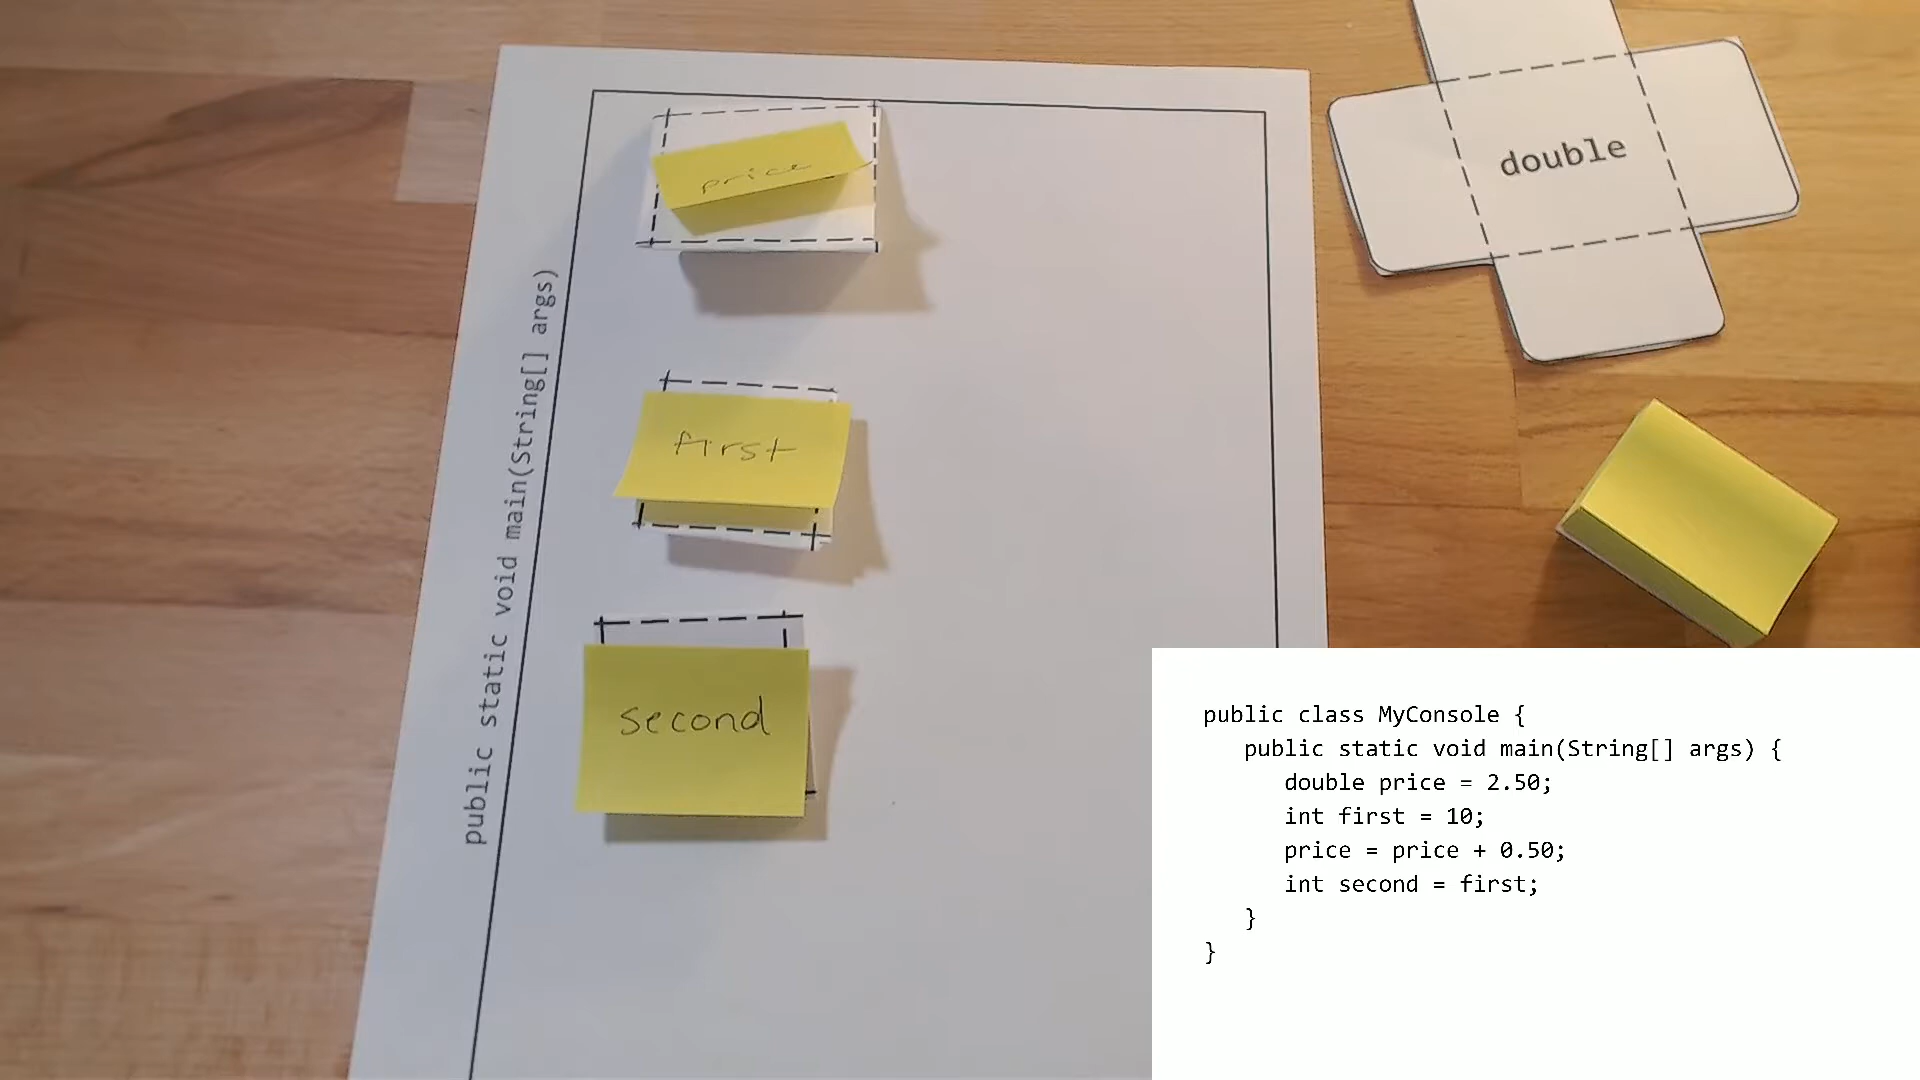 public static void main(String[] args)
price
first
second
double
public class MyConsole {
public static void main(String[] args) {
double price = 2.50;
int first = 10;
price = price + 0.50;
int second = first;
}
}